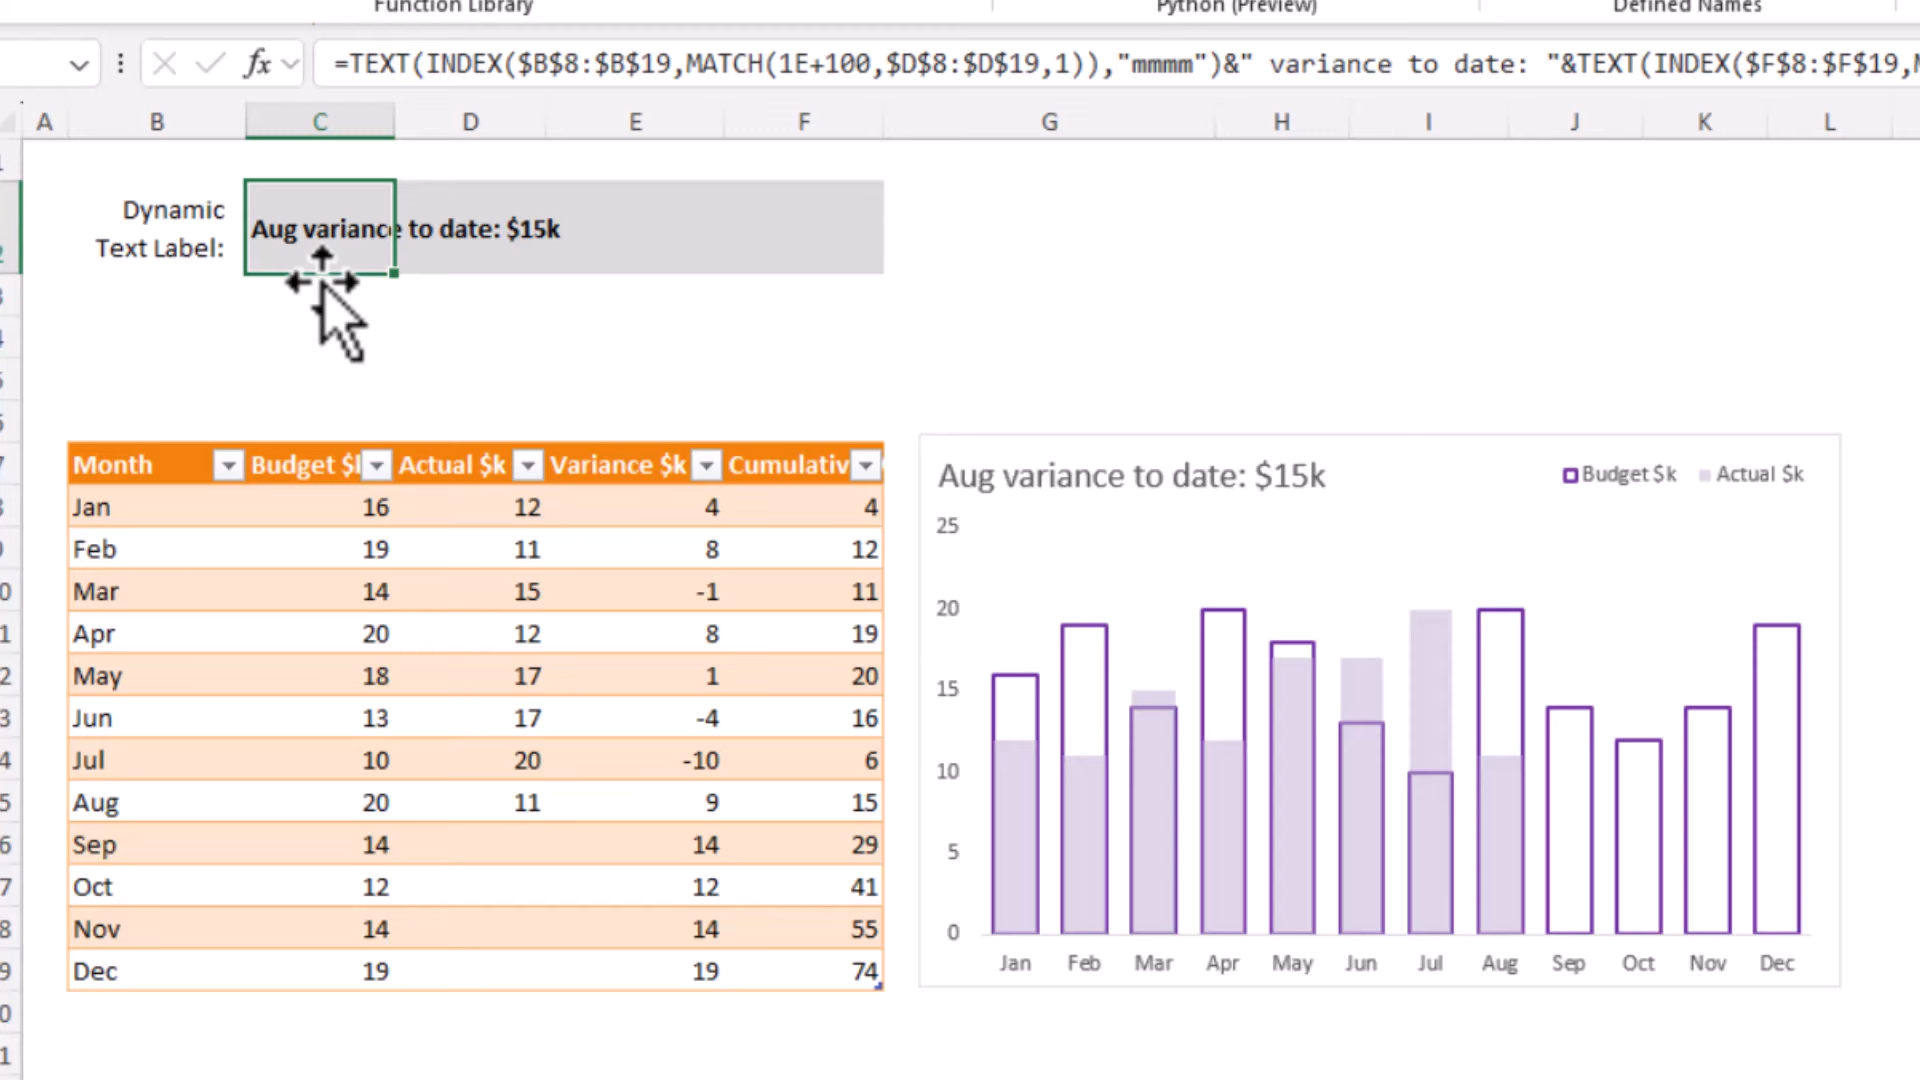 Function Library Python (Preview) Defined Names
fx =TEXT(INDEX($B$8:$B$19,MATCH(1E+100,$D$8:$D$19,1)),"mmmm")&" variance to date: "&TEXT(INDEX($F$8:$F$19,
A B C D E F G H I J K L
Dynamic
Text Label:
Aug variance to date: $15k
Month Budget $ Actual $k Variance $k Cumulativ
Jan 16 12 4 4
Feb 19 11 8 12
Mar 14 15 -1 11
Apr 20 12 8 19
May 18 17 1 20
Jun 13 17 -4 16
Jul 10 20 -10 6
Aug 20 11 9 15
Sep 14 14 29
Oct 12 12 41
Nov 14 14 55
Dec 19 19 74
Aug variance to date: $15k Budget $k Actual $k
25
20
15
10
5
0
Jan Feb Mar Apr May Jun Jul Aug Sep Oct Nov Dec